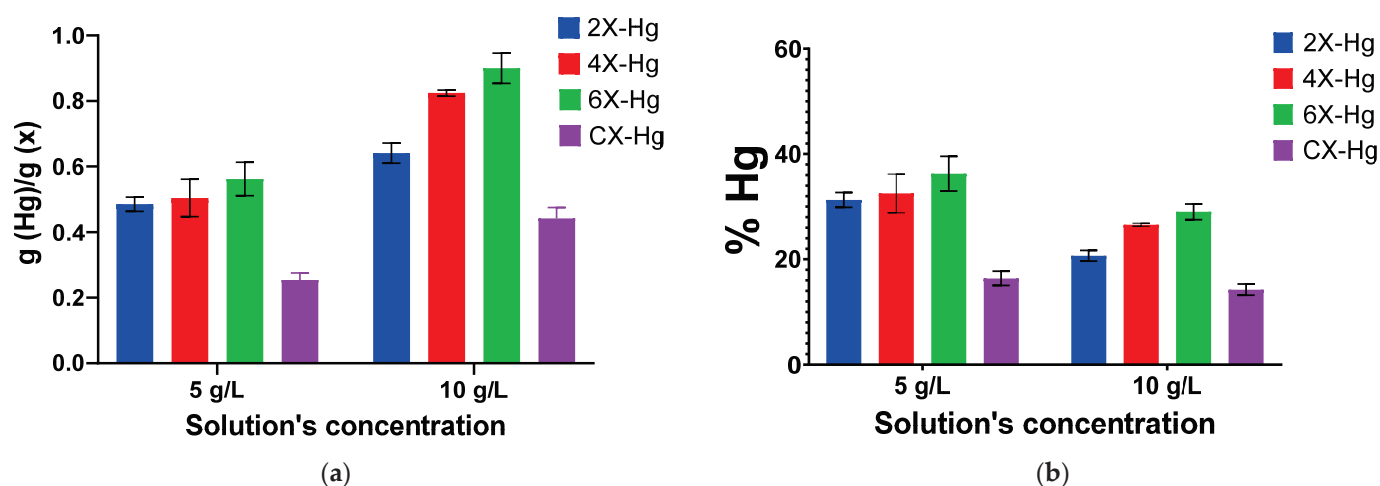 1.0
0.8
0.6
0.4
0.2
0.0
g (Hg)/g (x)
2X-Hg
4X-Hg
6X-Hg
CX-Hg
5 g/L
10 g/L
Solution's concentration
(a)
60
40
20
0
% Hg
2X-Hg
4X-Hg
6X-Hg
CX-Hg
5 g/L
10 g/L
Solution's concentration
(b)